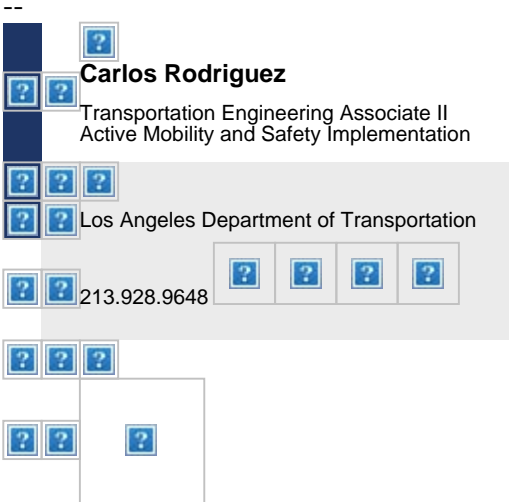 --
Carlos Rodriguez
Transportation Engineering Associate II
Active Mobility and Safety Implementation
Los Angeles Department of Transportation
213.928.9648